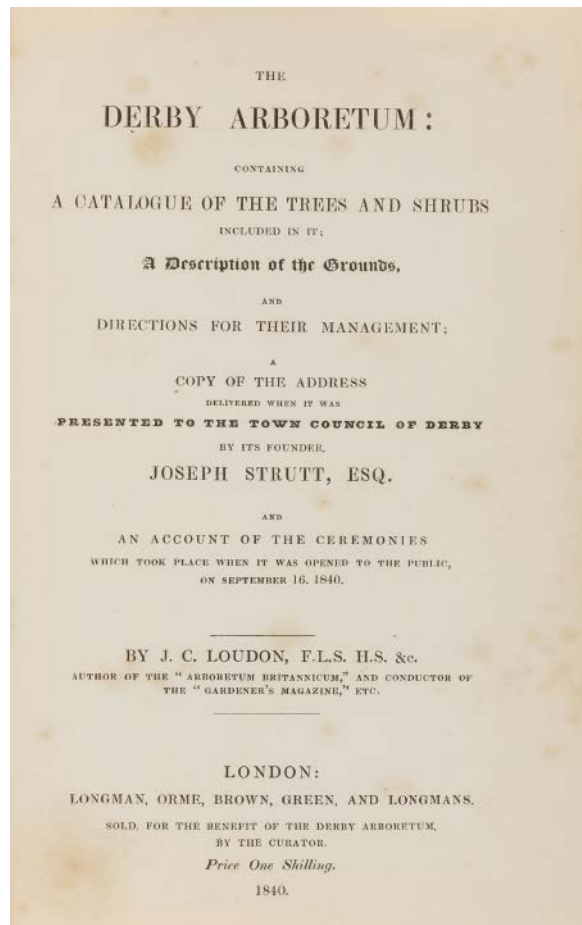 THE
DERBY ARBORETUM:
CONTAINING
A CATALOGUE OF THE TREES AND SHRUBS
INCLUDED IN IT;
A Description of the Grounds,
AND
DIRECTIONS FOR THEIR MANAGEMENT;
A
COPY OF THE ADDRESS
DELIVERED WHEN IT WAS
PRESENTED TO THE TOWN COUNCIL OF DERBY
BY ITS FOUNDER,
JOSEPH STRUTT, ESQ.
AND
AN ACCOUNT OF THE CEREMONIES
WHICH TOOK PLACE WHEN IT WAS OPENED TO THE PUBLIC,
ON SEPTEMBER 16, 1840.
BY J. C. LOUDON, F.L.S. H.S. &c.
AUTHOR OF THE "ARBORETUM BRITANNICUM," AND CONDUCTOR OF
THE "GARDENER'S MAGAZINE," ETC.
LONDON:
LONGMAN, ORME, BROWN, GREEN, AND LONGMANS.
SOLD, FOR THE BENEFIT OF THE DERBY ARBORETUM,
BY THE CURATOR.
Price One Shilling.
1840.